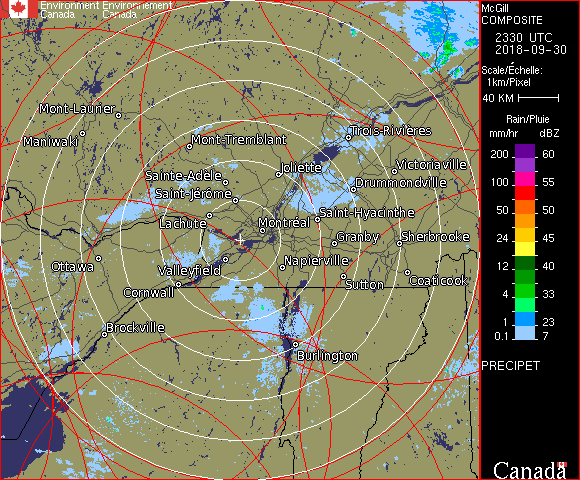 Environment Environnement
Canada Canada
McGill
COMPOSITE
2330 UTC
2018-09-30
Scale/Échelle:
1km/Pixel
40 KM
Rain/Pluie
mm/hr dBZ
200 60
100 55
50 50
24 45
12 40
4 33
1 23
0.1 7
PRECIPET
Canada
Mont-Laurier
Maniwaki
Mont-Tremblant
Trois-Rivières
Sainte-Adèle
Joliette
Victoriaville
Saint-Jérôme
Drummondville
Lachute
Montréal
Saint-Hyacinthe
Granby
Sherbrooke
Ottawa
Valleyfield
Napierville
Cornwall
Sutton
Coaticook
Brockville
Burlington